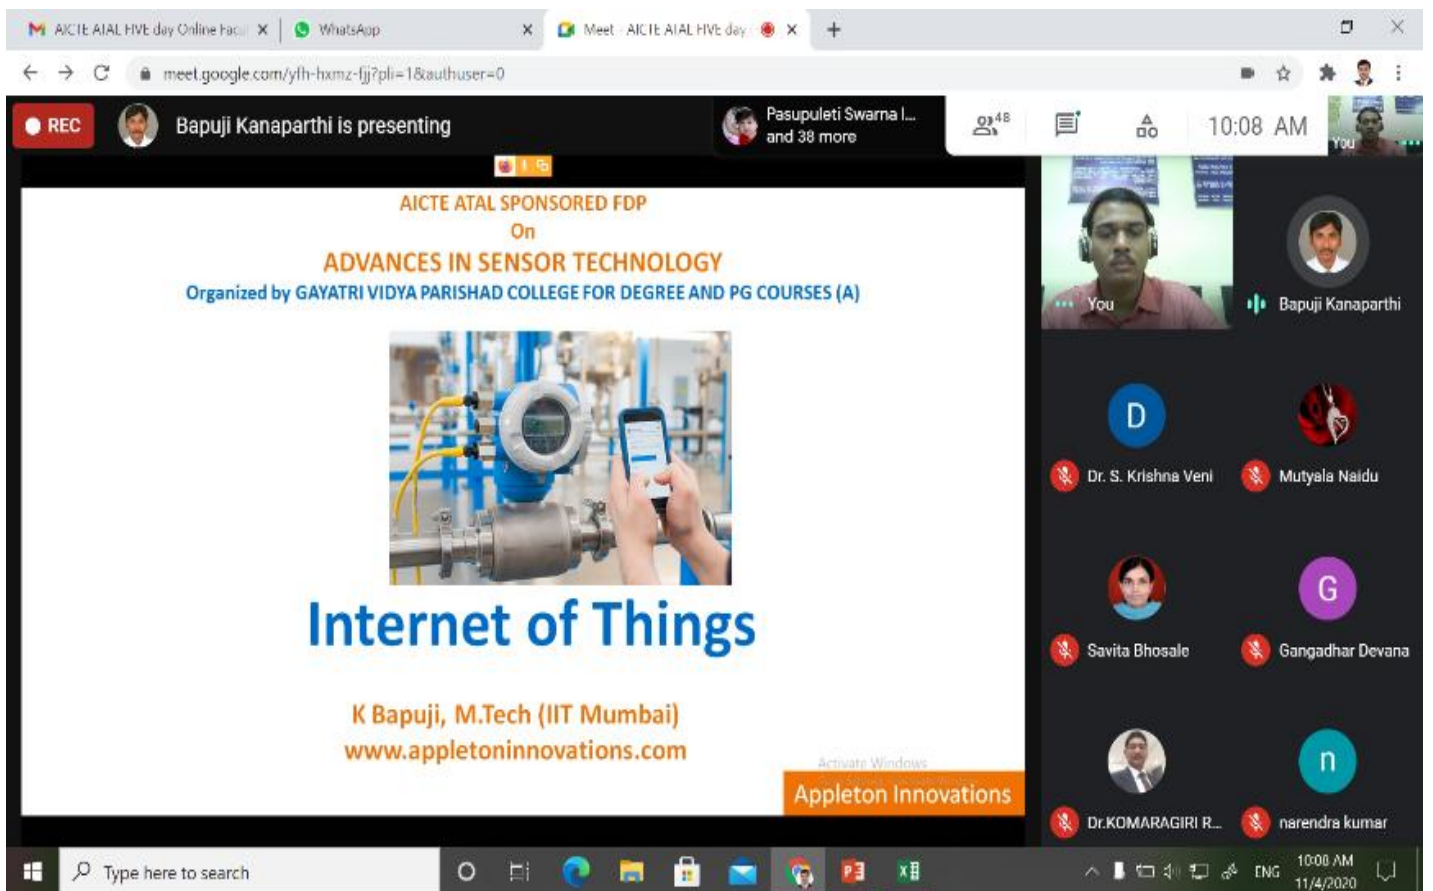 AICTE ATAL FIVE day Online Facul
WhatsApp
Meet - AICTE ATAL FIVE day
meet.google.com/yfh-hxmz-fjj?pli=1&authuser=0
REC
Bapuji Kanaparthi is presenting
Pasupuleti Swarna l...
and 38 more
48
10:08 AM
You
AICTE ATAL SPONSORED FDP
On
ADVANCES IN SENSOR TECHNOLOGY
Organized by GAYATRI VIDYA PARISHAD COLLEGE FOR DEGREE AND PG COURSES (A)
Internet of Things
K Bapuji, M.Tech (IIT Mumbai)
www.appletoninnovations.com
Activate Windows
Appleton Innovations
You
Bapuji Kanaparthi
D
Dr. S. Krishna Veni
Mutyala Naidu
Savita Bhosale
G
Gangadhar Devana
Dr.KOMARAGIRI R...
n
narendra kumar
Type here to search
ENG
10:08 AM
11/4/2020